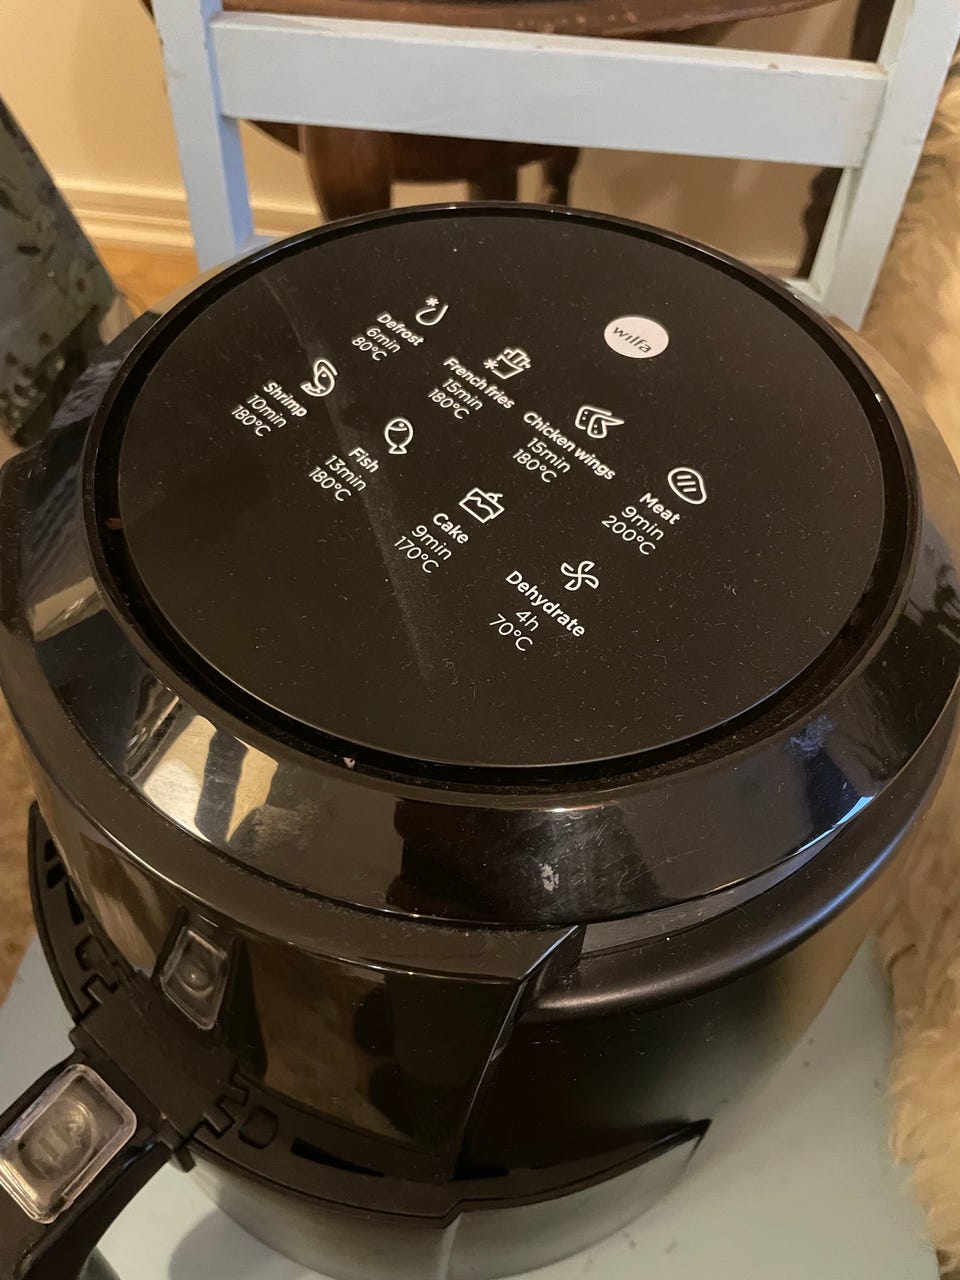 wilfa
Defrost
6min
80°C
French fries
15min
180°C
Chicken wings
15min
180°C
Meat
9min
200°C
Shrimp
10min
180°C
Fish
13min
180°C
Cake
9min
170°C
Dehydrate
4h
70°C